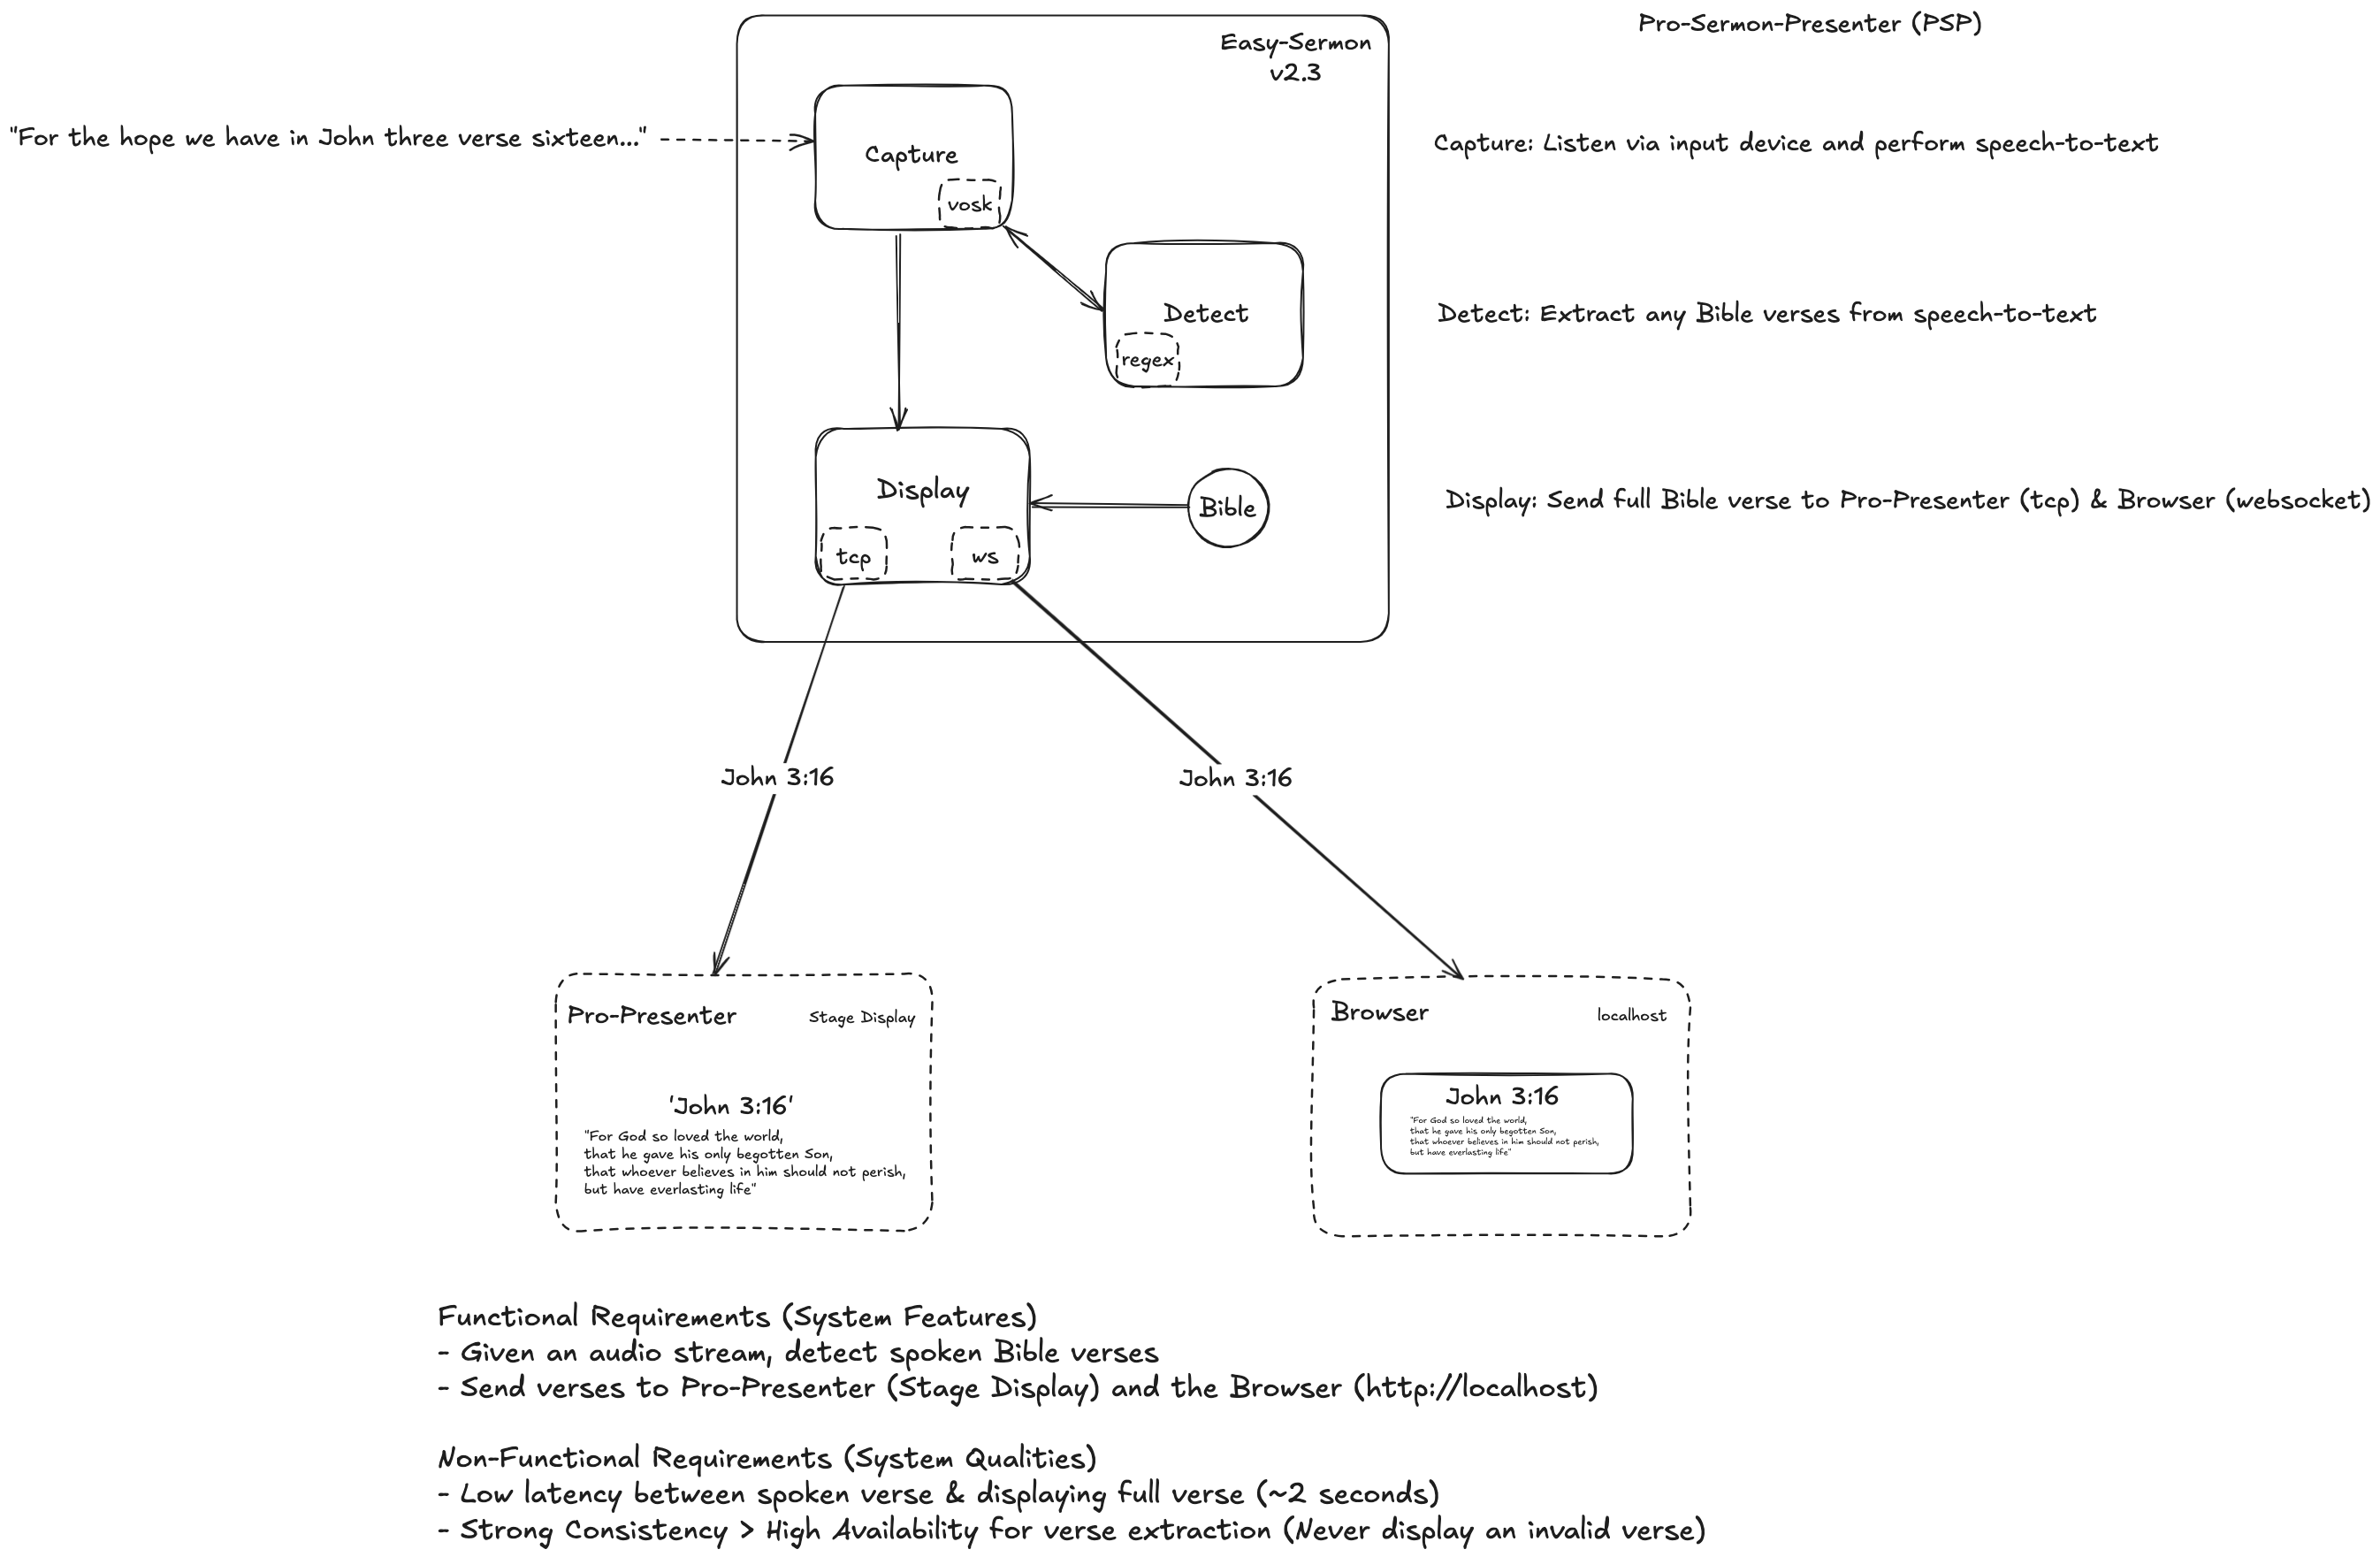 Pro-Sermon-Presenter (PSP)
Easy-Sermon
v2.3
"For the hope we have in John three verse sixteen..."
Capture
vosk
Capture: Listen via input device and perform speech-to-text
Detect
regex
Detect: Extract any Bible verses from speech-to-text
Display
tcp
ws
Bible
Display: Send full Bible verse to Pro-Presenter (tcp) & Browser (websocket)
John 3:16
John 3:16
Pro-Presenter
Stage Display
'John 3:16'
"For God so loved the world,
that he gave his only begotten Son,
that whoever believes in him should not perish,
but have everlasting life"
Browser
localhost
John 3:16
"For God so loved the world,
that he gave his only begotten Son,
that whoever believes in him should not perish,
but have everlasting life"
Functional Requirements (System Features)
- Given an audio stream, detect spoken Bible verses
- Send verses to Pro-Presenter (Stage Display) and the Browser (http://localhost)
Non-Functional Requirements (System Qualities)
- Low latency between spoken verse & displaying full verse (~2 seconds)
- Strong Consistency > High Availability for verse extraction (Never display an invalid verse)